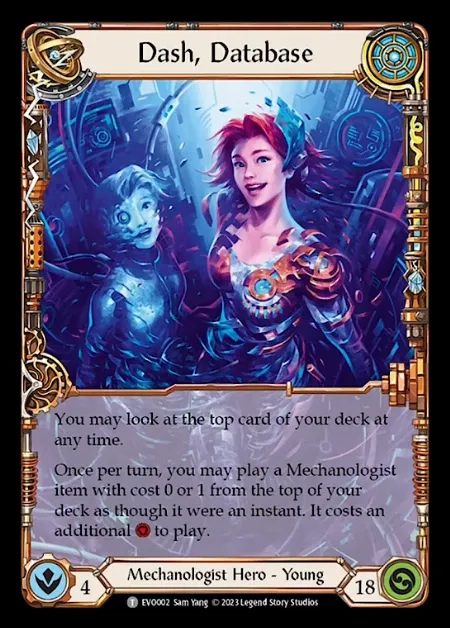 Dash, Database
You may look at the top card of your deck at
any time.
Once per turn, you may play a Mechanologist
item with cost 0 or 1 from the top of your
deck as though it were an instant. It costs an
additional to play.
4
Mechanologist Hero - Young
18
T EVO002 Sam Yang © 2023 Legend Story Studios